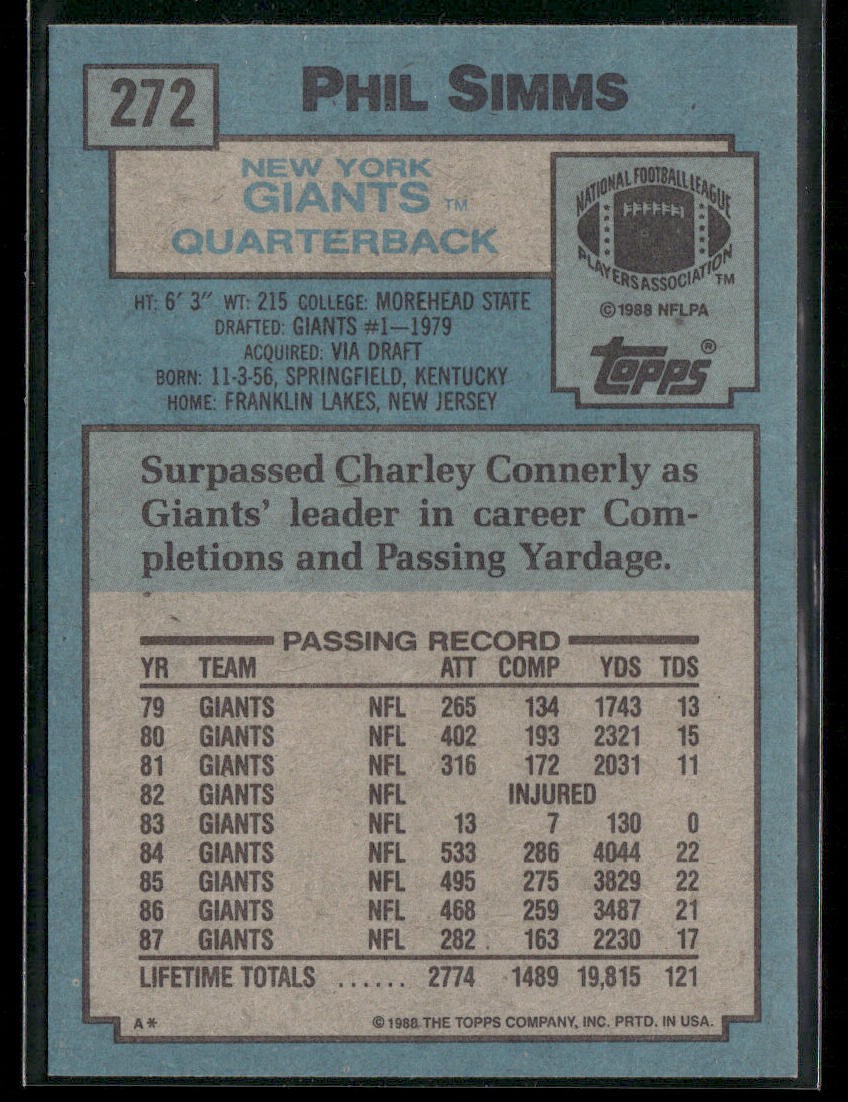 272
PHIL SIMMS
NEW YORK
GIANTS TM
QUARTERBACK
NATIONAL FOOTBALL LEAGUE
PLAYERS ASSOCIATION TM
©1988 NFLPA
TOPPS®
HT: 6' 3" WT: 215 COLLEGE: MOREHEAD STATE
DRAFTED: GIANTS #1—1979
ACQUIRED: VIA DRAFT
BORN: 11-3-56, SPRINGFIELD, KENTUCKY
HOME: FRANKLIN LAKES, NEW JERSEY
Surpassed Charley Connerly as
Giants' leader in career Com-
pletions and Passing Yardage.
PASSING RECORD
YR TEAM ATT COMP YDS TDS
79 GIANTS NFL 265 134 1743 13
80 GIANTS NFL 402 193 2321 15
81 GIANTS NFL 316 172 2031 11
82 GIANTS NFL INJURED
83 GIANTS NFL 13 7 130 0
84 GIANTS NFL 533 286 4044 22
85 GIANTS NFL 495 275 3829 22
86 GIANTS NFL 468 259 3487 21
87 GIANTS NFL 282 163 2230 17
LIFETIME TOTALS ...... 2774 1489 19,815 121
A*
©1988 THE TOPPS COMPANY, INC. PRTD. IN USA.